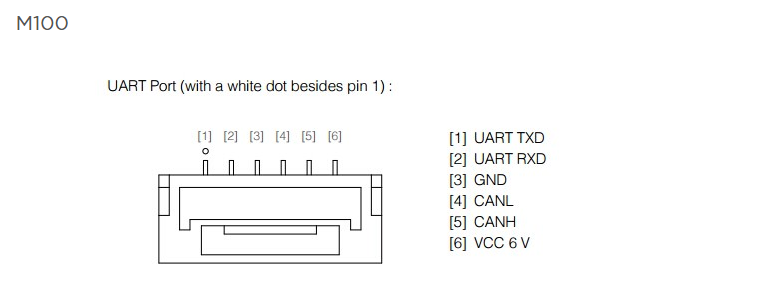 M100
UART Port (with a white dot besides pin 1) :
[1] [2] [3] [4] [5] [6]
[1] UART TXD
[2] UART RXD
[3] GND
[4] CANL
[5] CANH
[6] VCC 6 V